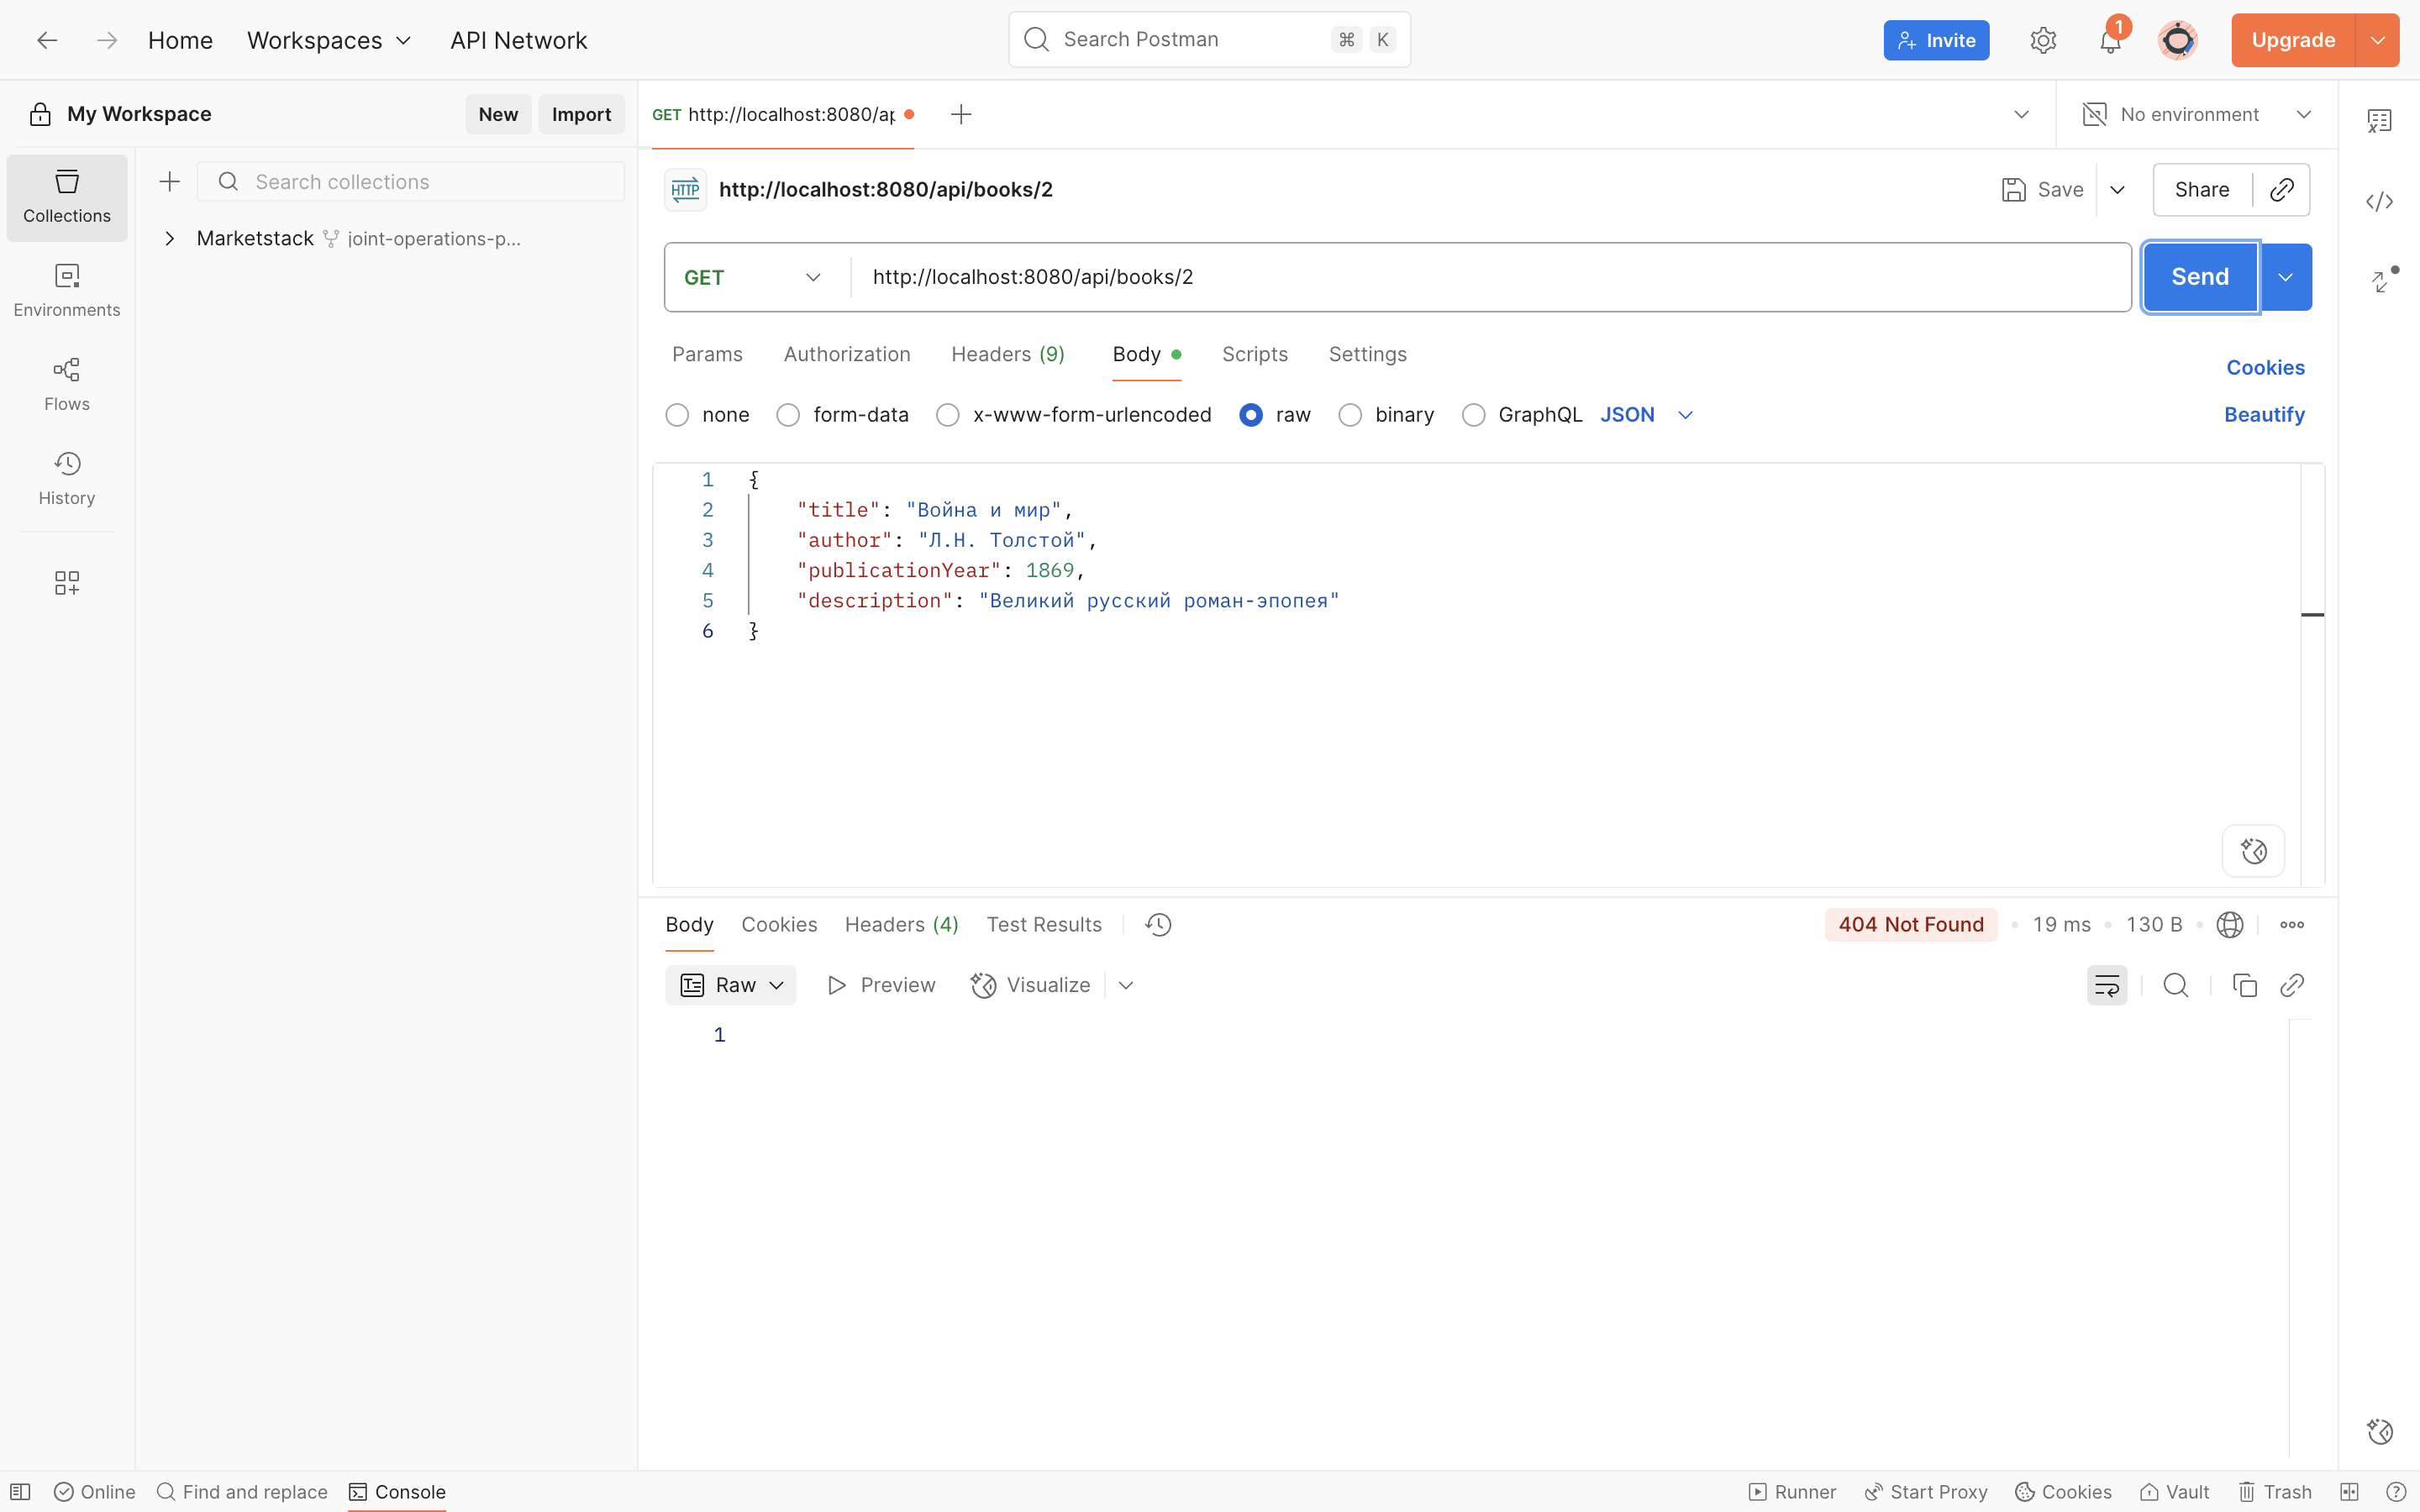 Home Workspaces API Network Search Postman ⌘ K Invite 1 Upgrade
My Workspace New Import
GET http://localhost:8080/ap No environment
Collections
Search collections
Marketstack joint-operations-p...
Environments
Flows
History
HTTP http://localhost:8080/api/books/2 Save Share
GET http://localhost:8080/api/books/2 Send
Params Authorization Headers (9) Body Scripts Settings Cookies
none form-data x-www-form-urlencoded raw binary GraphQL JSON Beautify
1 {
2 "title": "Война и мир",
3 "author": "Л.Н. Толстой",
4 "publicationYear": 1869,
5 "description": "Великий русский роман-эпопея"
6 }
Body Cookies Headers (4) Test Results 404 Not Found 19 ms 130 B
Raw Preview Visualize
1
Online Find and replace Console Runner Start Proxy Cookies Vault Trash